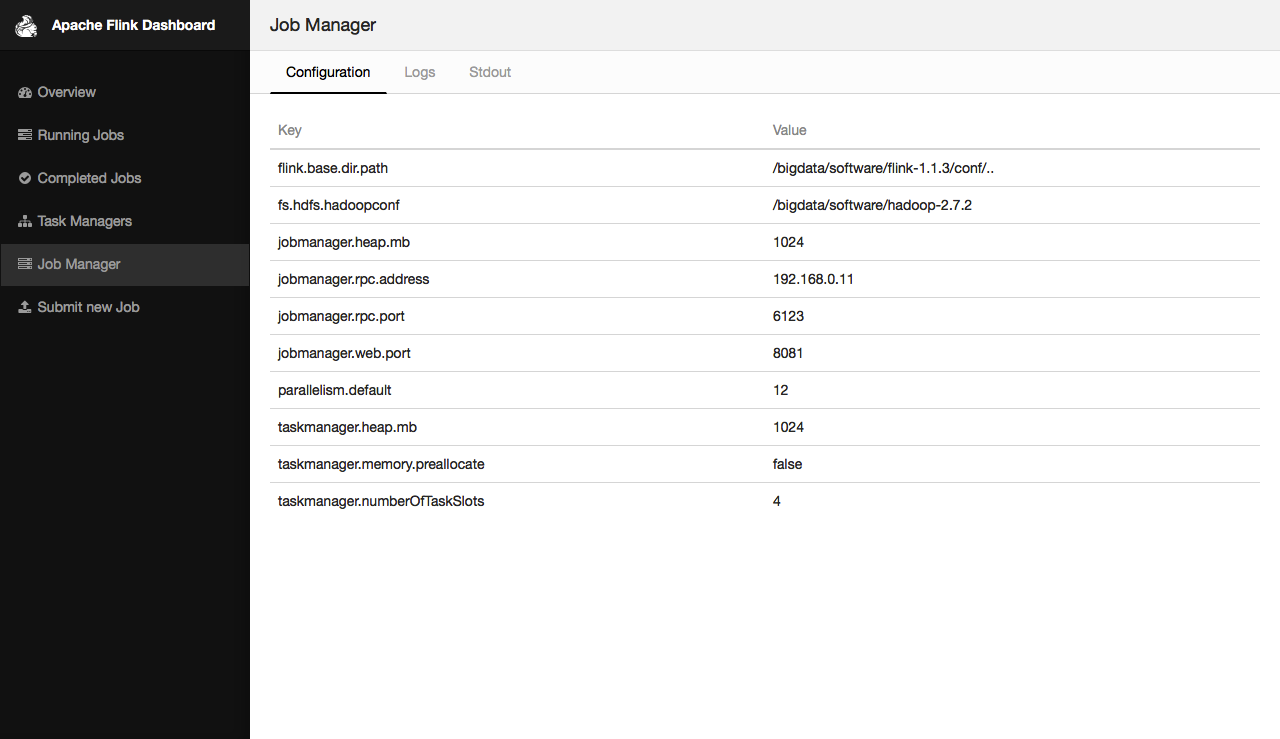 Apache Flink Dashboard
Job Manager
Overview
Running Jobs
Completed Jobs
Task Managers
Job Manager
Submit new Job
Configuration Logs Stdout
Key Value
flink.base.dir.path /bigdata/software/flink-1.1.3/conf/..
fs.hdfs.hadoopconf /bigdata/software/hadoop-2.7.2
jobmanager.heap.mb 1024
jobmanager.rpc.address 192.168.0.11
jobmanager.rpc.port 6123
jobmanager.web.port 8081
parallelism.default 12
taskmanager.heap.mb 1024
taskmanager.memory.preallocate false
taskmanager.numberOfTaskSlots 4